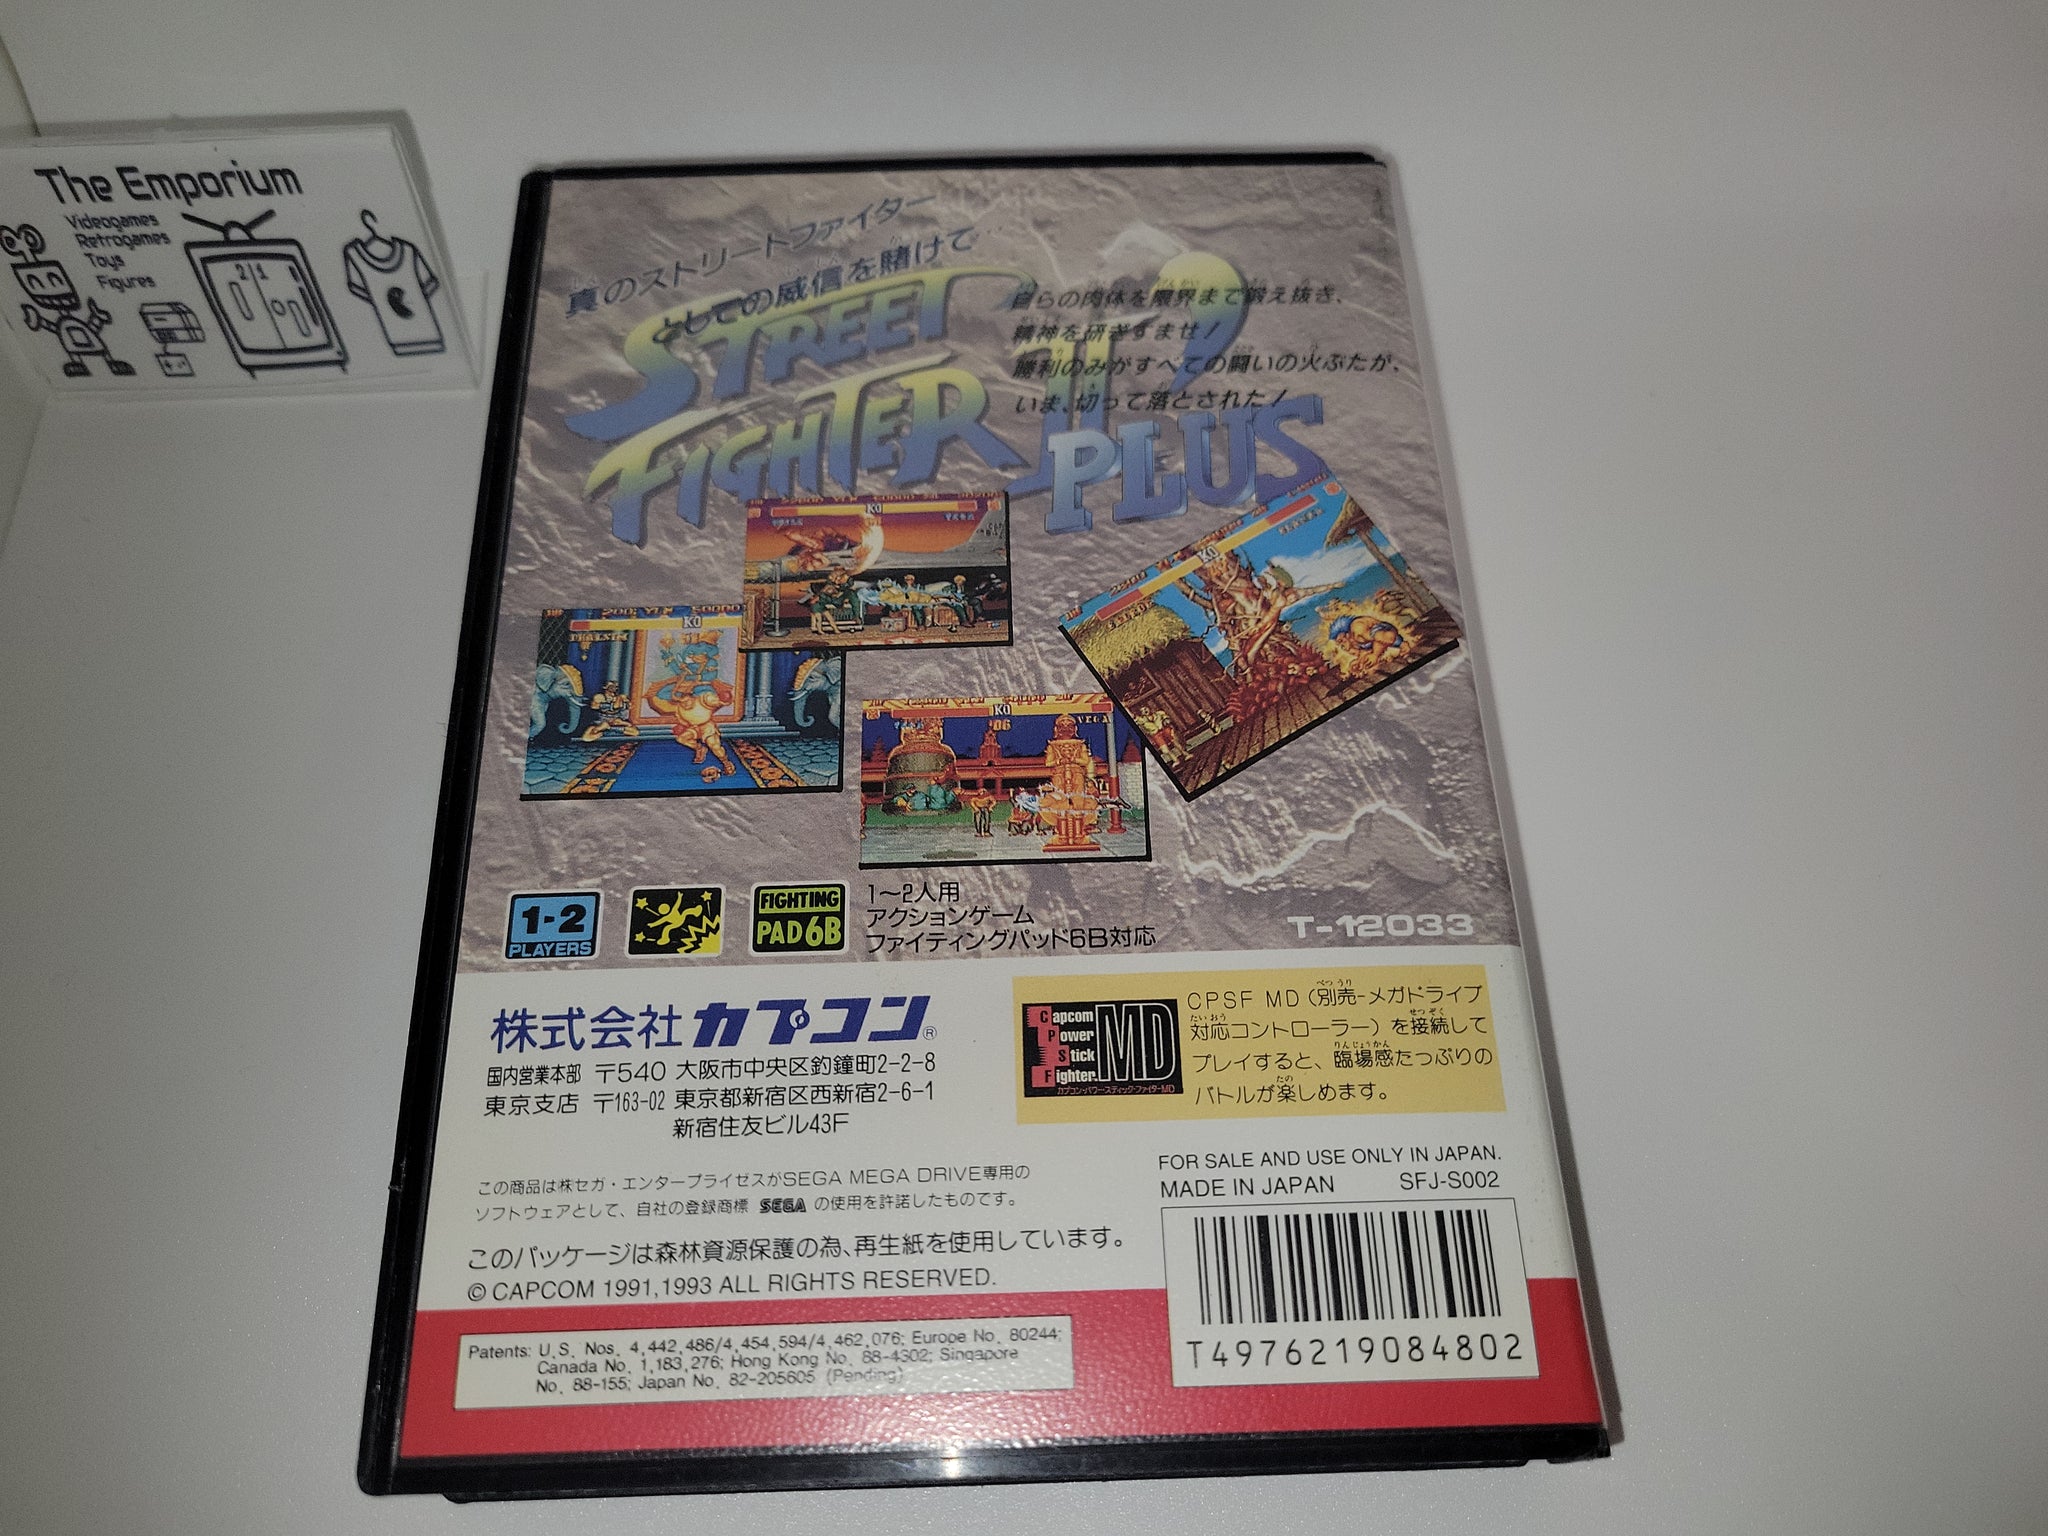 The Emporium
Videogames
Retrogames
Toys
Figures
真のストリートファイター
としての威信を賭けて…
STREET
FIGHTER II'
PLUS
自らの肉体を限界まで鍛え抜き、
精神を研ぎすませ!
勝利のみがすべての闘いの火ぶたが、
いま、切って落とされた!
KO
KO
DHALSIM
KO
KO
06
VEGA
1-2
PLAYERS
FIGHTING
PAD 6B
1〜2人用
アクションゲーム
ファイティングパッド6B対応
T-12033
株式会社カプコン®
国内営業本部 〒540 大阪市中央区釣鐘町2-2-8
東京支店 〒163-02 東京都新宿区西新宿2-6-1
新宿住友ビル43F
Capcom
Power
Stick
Fighter.
MD
カプコン・パワー・スティック・ファイターMD
CPSF MD(別売-メガドライブ
対応コントローラー)を接続して
プレイすると、臨場感たっぷりの
バトルが楽しめます。
この商品は㈱セガ・エンタープライゼスがSEGA MEGA DRIVE専用の
ソフトウェアとして、自社の登録商標 SEGA の使用を許諾したものです。
このパッケージは森林資源保護の為、再生紙を使用しています。
© CAPCOM 1991,1993 ALL RIGHTS RESERVED.
FOR SALE AND USE ONLY IN JAPAN.
MADE IN JAPAN SFJ-S002
T4976219084802
Patents: U.S. Nos. 4,442,486/4,454,594/4,462,076; Europe No. 80244;
Canada No. 1,183,276; Hong Kong No. 88-4302; Singapore
No. 88-155; Japan No. 82-205605 (Pending)